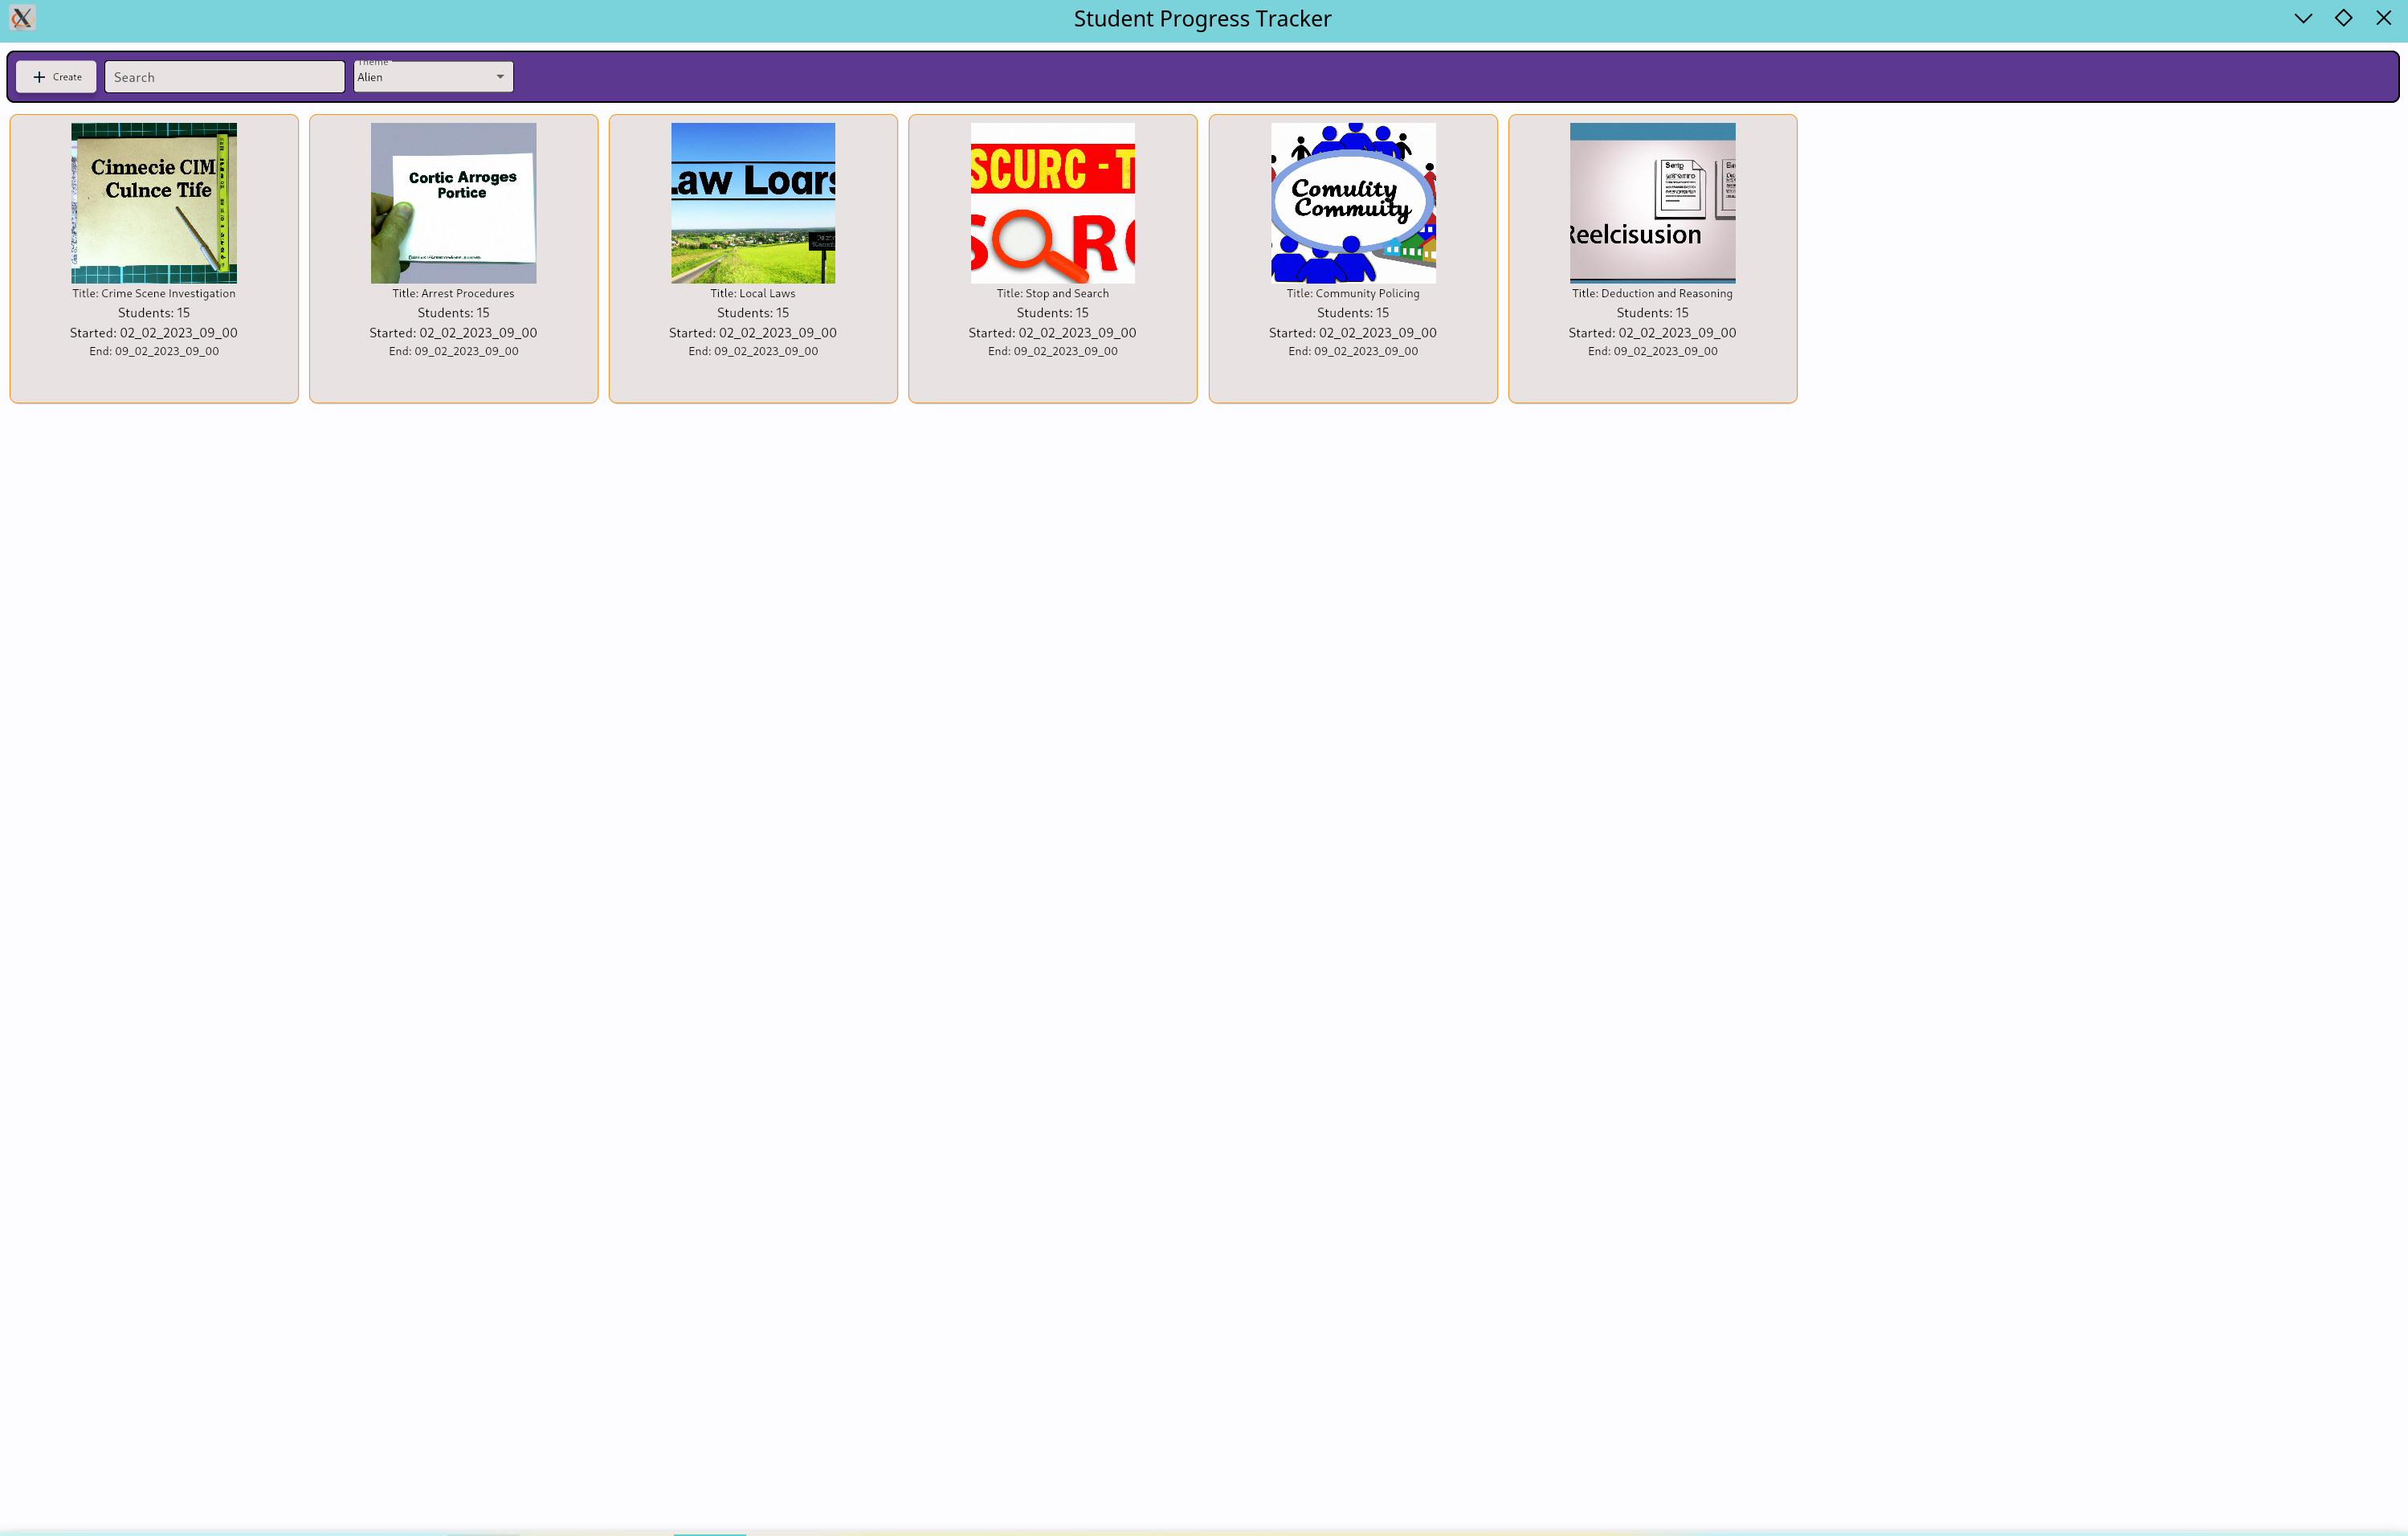 Student Progress Tracker
Create
Search
Theme
Alien
Cinnecie CIM
Culnce Tife
Title: Crime Scene Investigation
Students: 15
Started: 02_02_2023_09_00
End: 09_02_2023_09_00
Cortic Arroges
Portice
Title: Arrest Procedures
Students: 15
Started: 02_02_2023_09_00
End: 09_02_2023_09_00
aw Loars
Title: Local Laws
Students: 15
Started: 02_02_2023_09_00
End: 09_02_2023_09_00
SCURC - T
S R
Title: Stop and Search
Students: 15
Started: 02_02_2023_09_00
End: 09_02_2023_09_00
Comulity
Commuity
Title: Community Policing
Students: 15
Started: 02_02_2023_09_00
End: 09_02_2023_09_00
Reelcisusion
Title: Deduction and Reasoning
Students: 15
Started: 02_02_2023_09_00
End: 09_02_2023_09_00